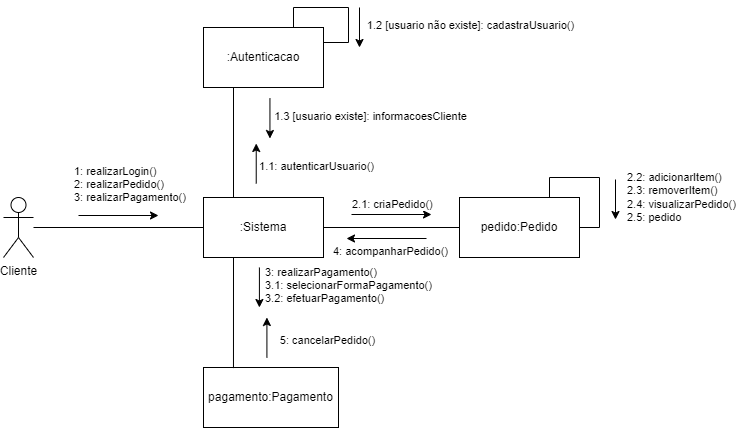 1.2 [usuario não existe]: cadastraUsuario()
:Autenticacao
1.3 [usuario existe]: informacoesCliente
1.1: autenticarUsuario()
1: realizarLogin()
2: realizarPedido()
3: realizarPagamento()
2.2: adicionarItem()
2.3: removerItem()
2.4: visualizarPedido()
2.5: pedido
2.1: criaPedido()
:Sistema
pedido:Pedido
4: acompanharPedido()
Cliente
3: realizarPagamento()
3.1: selecionarFormaPagamento()
3.2: efetuarPagamento()
5: cancelarPedido()
pagamento:Pagamento